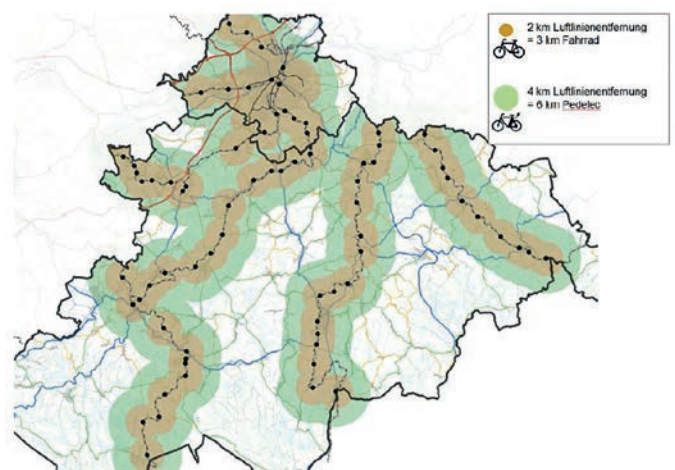 2 km Luftlinienentfernung
= 3 km Fahrrad
4 km Luftlinienentfernung
= 6 km Pedelec